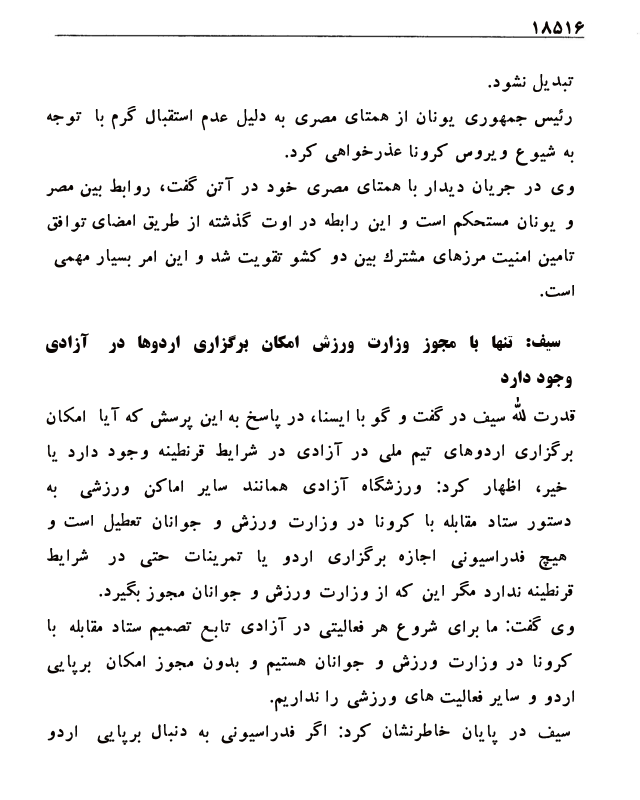 ۱۸۵۱۶
تبدیل نشود.
رئیس جمهوری یونان از همتای مصری به دلیل عدم استقبال گرم با توجه
به شیوع ویروس کرونا عذرخواهی کرد.
وی در جریان دیدار با همتای مصری خود در آتن گفت، روابط بین مصر
و یونان مستحکم است و این رابطه در اوت گذشته از طریق امضای توافق
تامین امنیت مرزهای مشترك بین دو کشو تقویت شد و این امر بسیار مهمی
است.
سیف: تنها با مجوز وزارت ورزش امکان برگزاری اردوها در آزادی
وجود دارد
قدرت لله سیف در گفت و گو با ایسنا، در پاسخ به این پرسش که آیا امکان
برگزاری اردوهای تیم ملی در آزادی در شرایط قرنطینه وجود دارد یا
خیر، اظهار کرد: ورزشگاه آزادی همانند سایر اماکن ورزشی به
دستور ستاد مقابله با کرونا در وزارت ورزش و جوانان تعطیل است و
هیچ فدراسیونی اجازه برگزاری اردو یا تمرینات حتی در شرایط
قرنطینه ندارد مگر این که از وزارت ورزش و جوانان مجوز بگیرد.
وی گفت: ما برای شروع هر فعالیتی در آزادی تابع تصمیم ستاد مقابله با
کرونا در وزارت ورزش و جوانان هستیم و بدون مجوز امکان برپایی
اردو و سایر فعالیت های ورزشی را نداریم.
سیف در پایان خاطرنشان کرد: اگر فدراسیونی به دنبال برپایی اردو